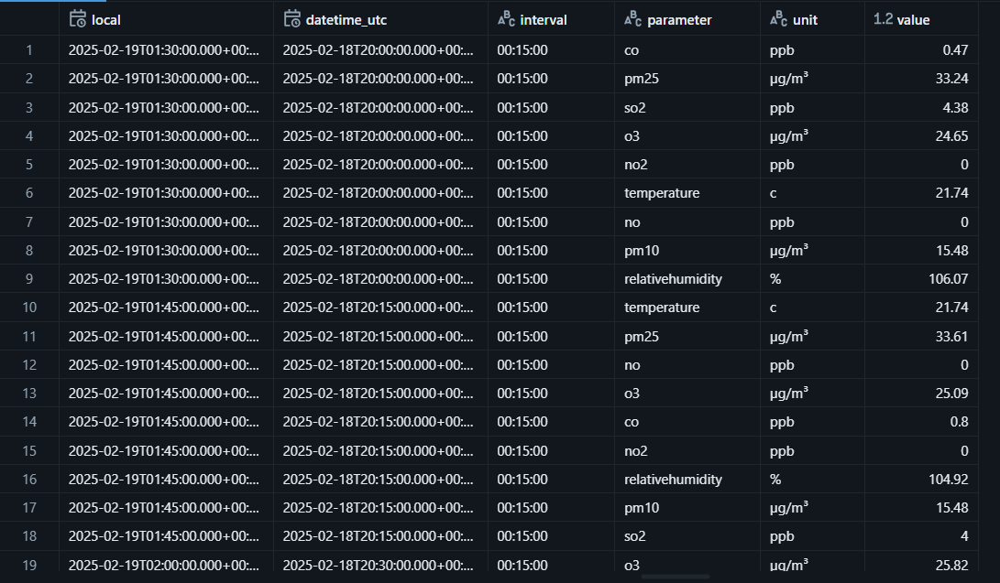 local datetime_utc ABC interval ABC parameter ABC unit 1.2 value
1 2025-02-19T01:30:00.000+00:... 2025-02-18T20:00:00.000+00:... 00:15:00 co ppb 0.47
2 2025-02-19T01:30:00.000+00:... 2025-02-18T20:00:00.000+00:... 00:15:00 pm25 µg/m³ 33.24
3 2025-02-19T01:30:00.000+00:... 2025-02-18T20:00:00.000+00:... 00:15:00 so2 ppb 4.38
4 2025-02-19T01:30:00.000+00:... 2025-02-18T20:00:00.000+00:... 00:15:00 o3 µg/m³ 24.65
5 2025-02-19T01:30:00.000+00:... 2025-02-18T20:00:00.000+00:... 00:15:00 no2 ppb 0
6 2025-02-19T01:30:00.000+00:... 2025-02-18T20:00:00.000+00:... 00:15:00 temperature c 21.74
7 2025-02-19T01:30:00.000+00:... 2025-02-18T20:00:00.000+00:... 00:15:00 no ppb 0
8 2025-02-19T01:30:00.000+00:... 2025-02-18T20:00:00.000+00:... 00:15:00 pm10 µg/m³ 15.48
9 2025-02-19T01:30:00.000+00:... 2025-02-18T20:00:00.000+00:... 00:15:00 relativehumidity % 106.07
10 2025-02-19T01:45:00.000+00:... 2025-02-18T20:15:00.000+00:... 00:15:00 temperature c 21.74
11 2025-02-19T01:45:00.000+00:... 2025-02-18T20:15:00.000+00:... 00:15:00 pm25 µg/m³ 33.61
12 2025-02-19T01:45:00.000+00:... 2025-02-18T20:15:00.000+00:... 00:15:00 no ppb 0
13 2025-02-19T01:45:00.000+00:... 2025-02-18T20:15:00.000+00:... 00:15:00 o3 µg/m³ 25.09
14 2025-02-19T01:45:00.000+00:... 2025-02-18T20:15:00.000+00:... 00:15:00 co ppb 0.8
15 2025-02-19T01:45:00.000+00:... 2025-02-18T20:15:00.000+00:... 00:15:00 no2 ppb 0
16 2025-02-19T01:45:00.000+00:... 2025-02-18T20:15:00.000+00:... 00:15:00 relativehumidity % 104.92
17 2025-02-19T01:45:00.000+00:... 2025-02-18T20:15:00.000+00:... 00:15:00 pm10 µg/m³ 15.48
18 2025-02-19T01:45:00.000+00:... 2025-02-18T20:15:00.000+00:... 00:15:00 so2 ppb 4
19 2025-02-19T02:00:00.000+00:... 2025-02-18T20:30:00.000+00:... 00:15:00 o3 µg/m³ 25.82